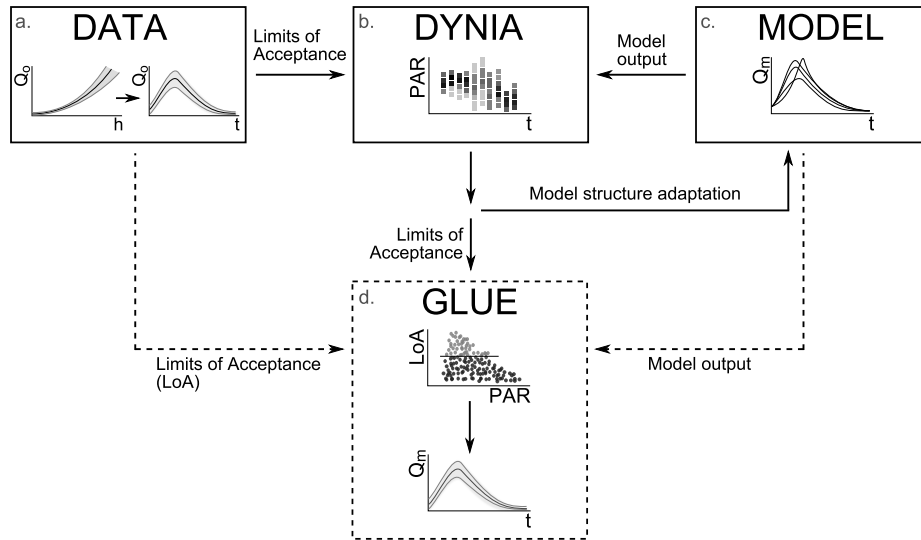 a.
DATA
Qo
h
Qo
t
Limits of
Acceptance
b.
DYNIA
PAR
t
Model
output
c.
MODEL
Qm
t
Model structure adaptation
Limits of
Acceptance
d.
GLUE
LoA
PAR
Qm
t
Limits of Acceptance
(LoA)
Model output